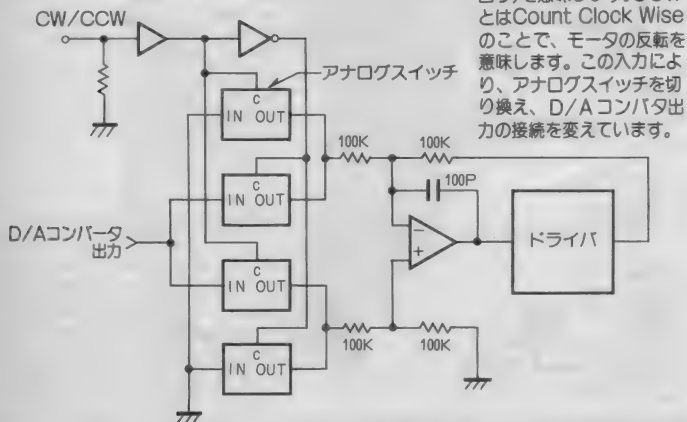 とはCount Clock Wise
のことで、モータの反転を
意味します。この入力によ
り、アナログスイッチを切
り換え、D/Aコンバタ出
力の接続を変えています。
CW/CCW
アナログスイッチ
C
IN OUT
100K
100K
C
IN OUT
100P
D/Aコンバータ
出力
−
+
ドライバ
C
IN OUT
100K
100K
C
IN OUT